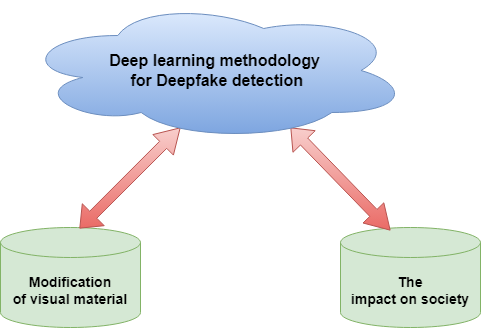 Deep learning methodology
for Deepfake detection
Modification
of visual material
The
impact on society